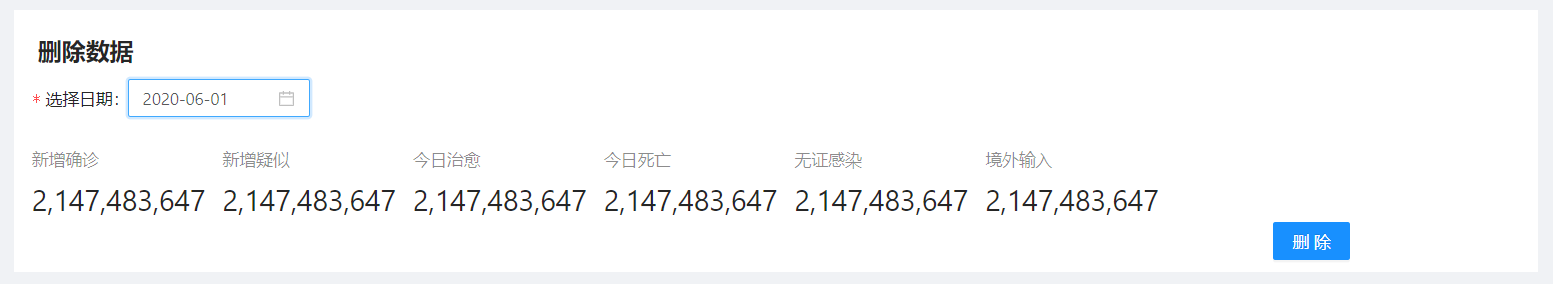 删除数据
* 选择日期: 2020-06-01
新增确诊 新增疑似 今日治愈 今日死亡 无证感染 境外输入
2,147,483,647 2,147,483,647 2,147,483,647 2,147,483,647 2,147,483,647 2,147,483,647
删 除